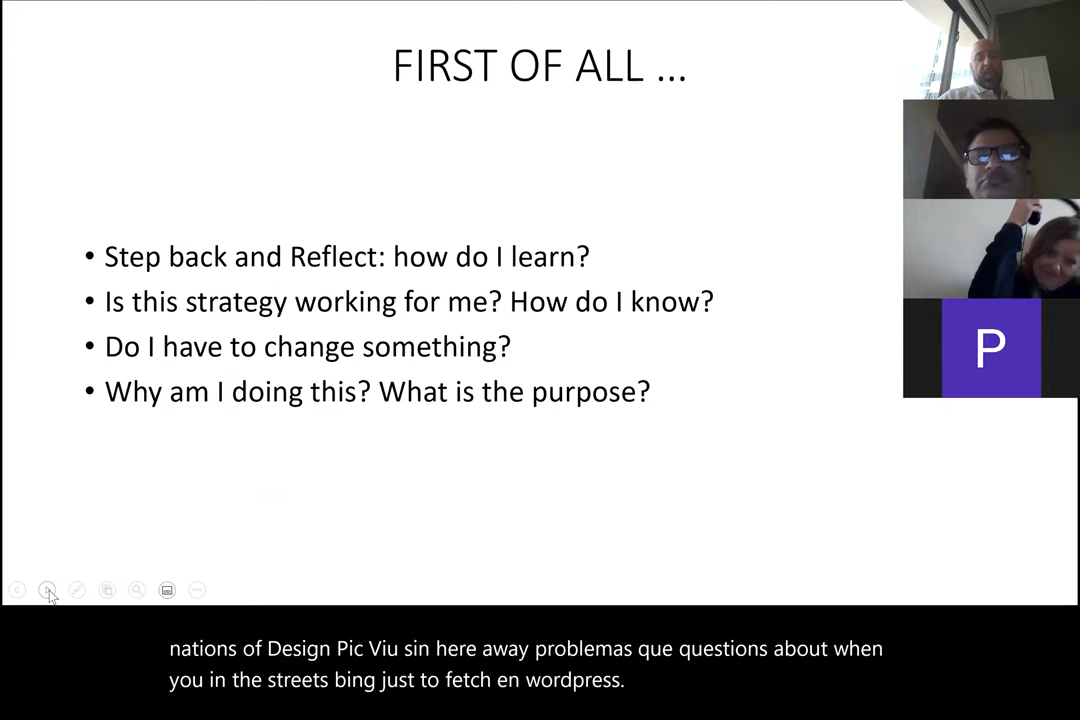 FIRST OF ALL ...
• Step back and Reflect: how do I learn?
• Is this strategy working for me? How do I know?
• Do I have to change something?
• Why am I doing this? What is the purpose?
P
nations of Design Pic Viu sin here away problemas que questions about when
you in the streets bing just to fetch en wordpress.